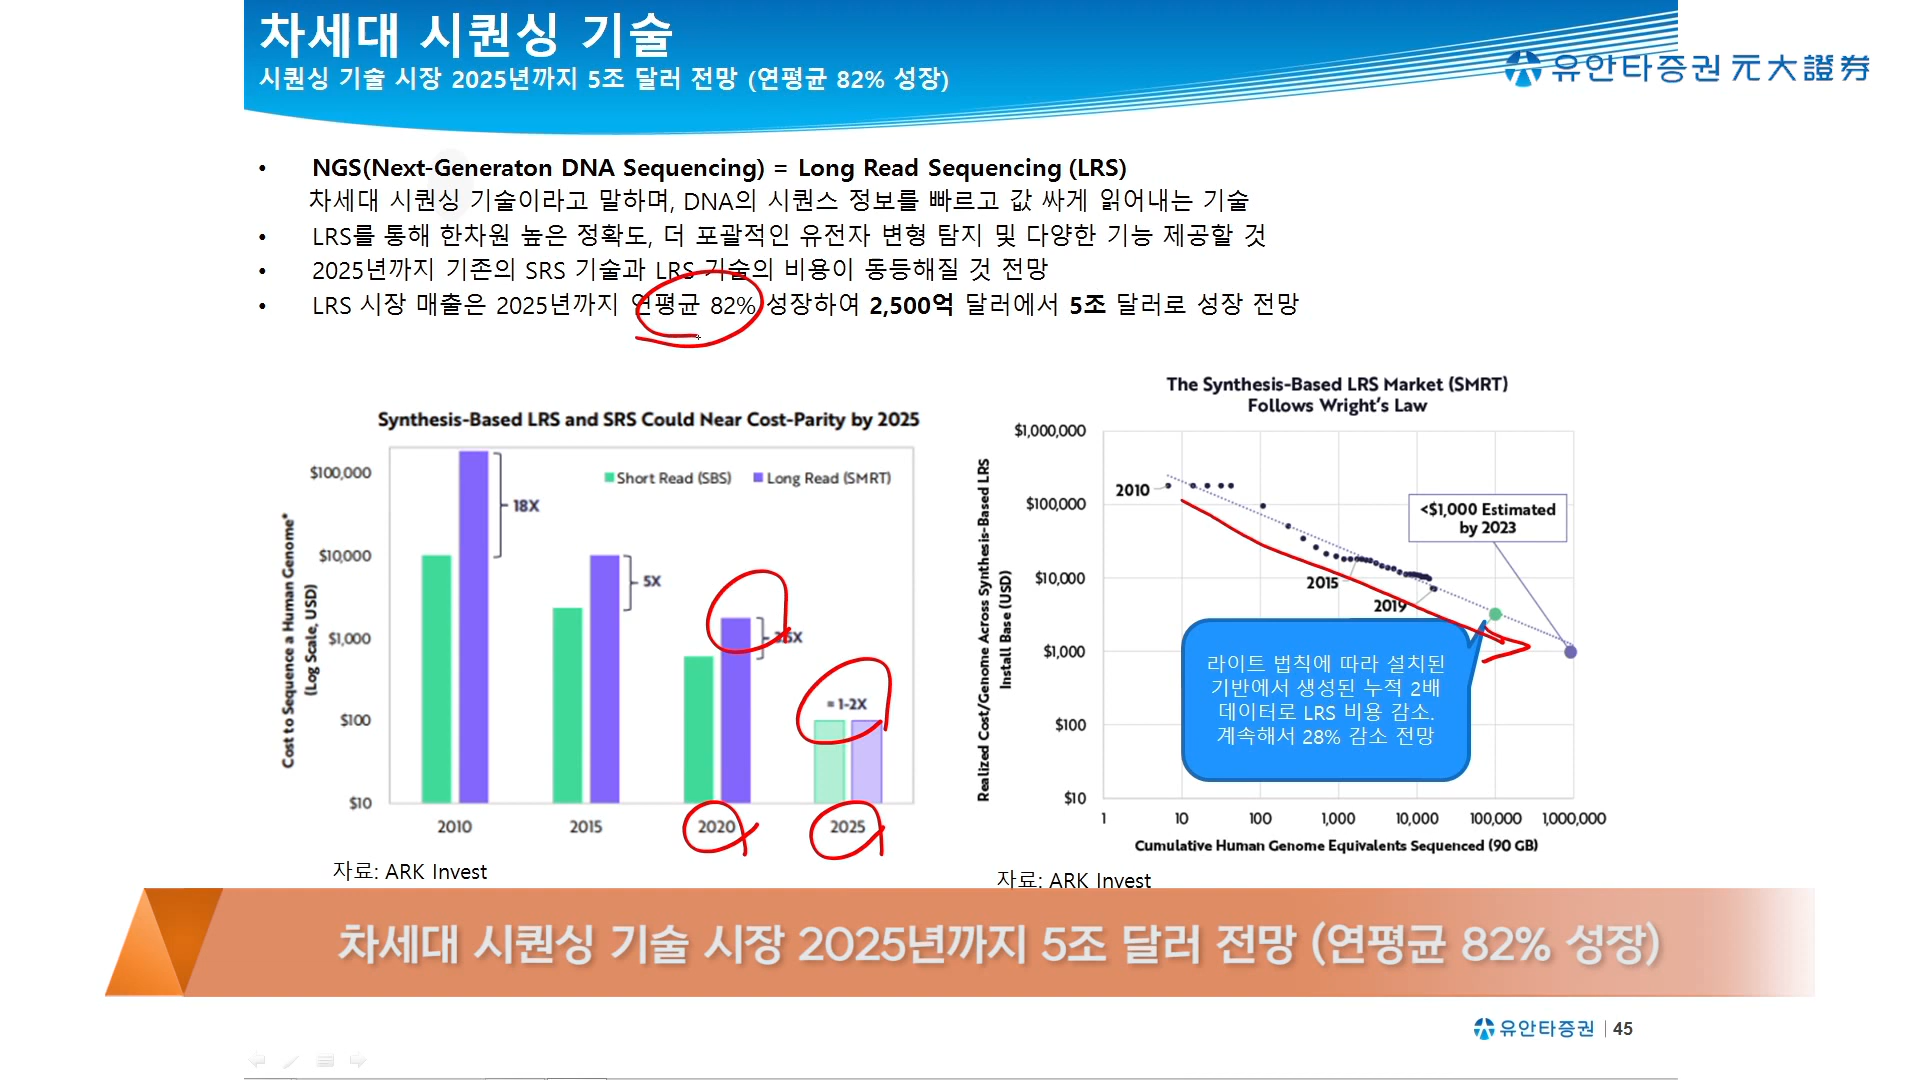 차세대 시퀀싱 기술
시퀀싱 기술 시장 2025년까지 5조 달러 전망 (연평균 82% 성장)
유안타증권 元大證券
• NGS(Next-Generaton DNA Sequencing) = Long Read Sequencing (LRS)
차세대 시퀀싱 기술이라고 말하며, DNA의 시퀀스 정보를 빠르고 값 싸게 읽어내는 기술
• LRS를 통해 한차원 높은 정확도, 더 포괄적인 유전자 변형 탐지 및 다양한 기능 제공할 것
• 2025년까지 기존의 SRS 기술과 LRS 기술의 비용이 동등해질 것 전망
• LRS 시장 매출은 2025년까지 연평균 82% 성장하여 2,500억 달러에서 5조 달러로 성장 전망
Synthesis-Based LRS and SRS Could Near Cost-Parity by 2025
Cost to Sequence a Human Genome*
(Log Scale, USD)
$100,000
$10,000
$1,000
$100
$10
Short Read (SBS)
Long Read (SMRT)
18X
5X
≈ 1-2X
2010
2015
2020
2025
자료: ARK Invest
The Synthesis-Based LRS Market (SMRT)
Follows Wright's Law
Realized Cost/Genome Across Synthesis-Based LRS
Install Base (USD)
$1,000,000
$100,000
$10,000
$1,000
$100
$10
2010
2015
2019
<$1,000 Estimated
by 2023
라이트 법칙에 따라 설치된
기반에서 생성된 누적 2배
데이터로 LRS 비용 감소.
계속해서 28% 감소 전망
1
10
100
1,000
10,000
100,000
1,000,000
Cumulative Human Genome Equivalents Sequenced (90 GB)
자료: ARK Invest
차세대 시퀀싱 기술 시장 2025년까지 5조 달러 전망 (연평균 82% 성장)
유안타증권 | 45